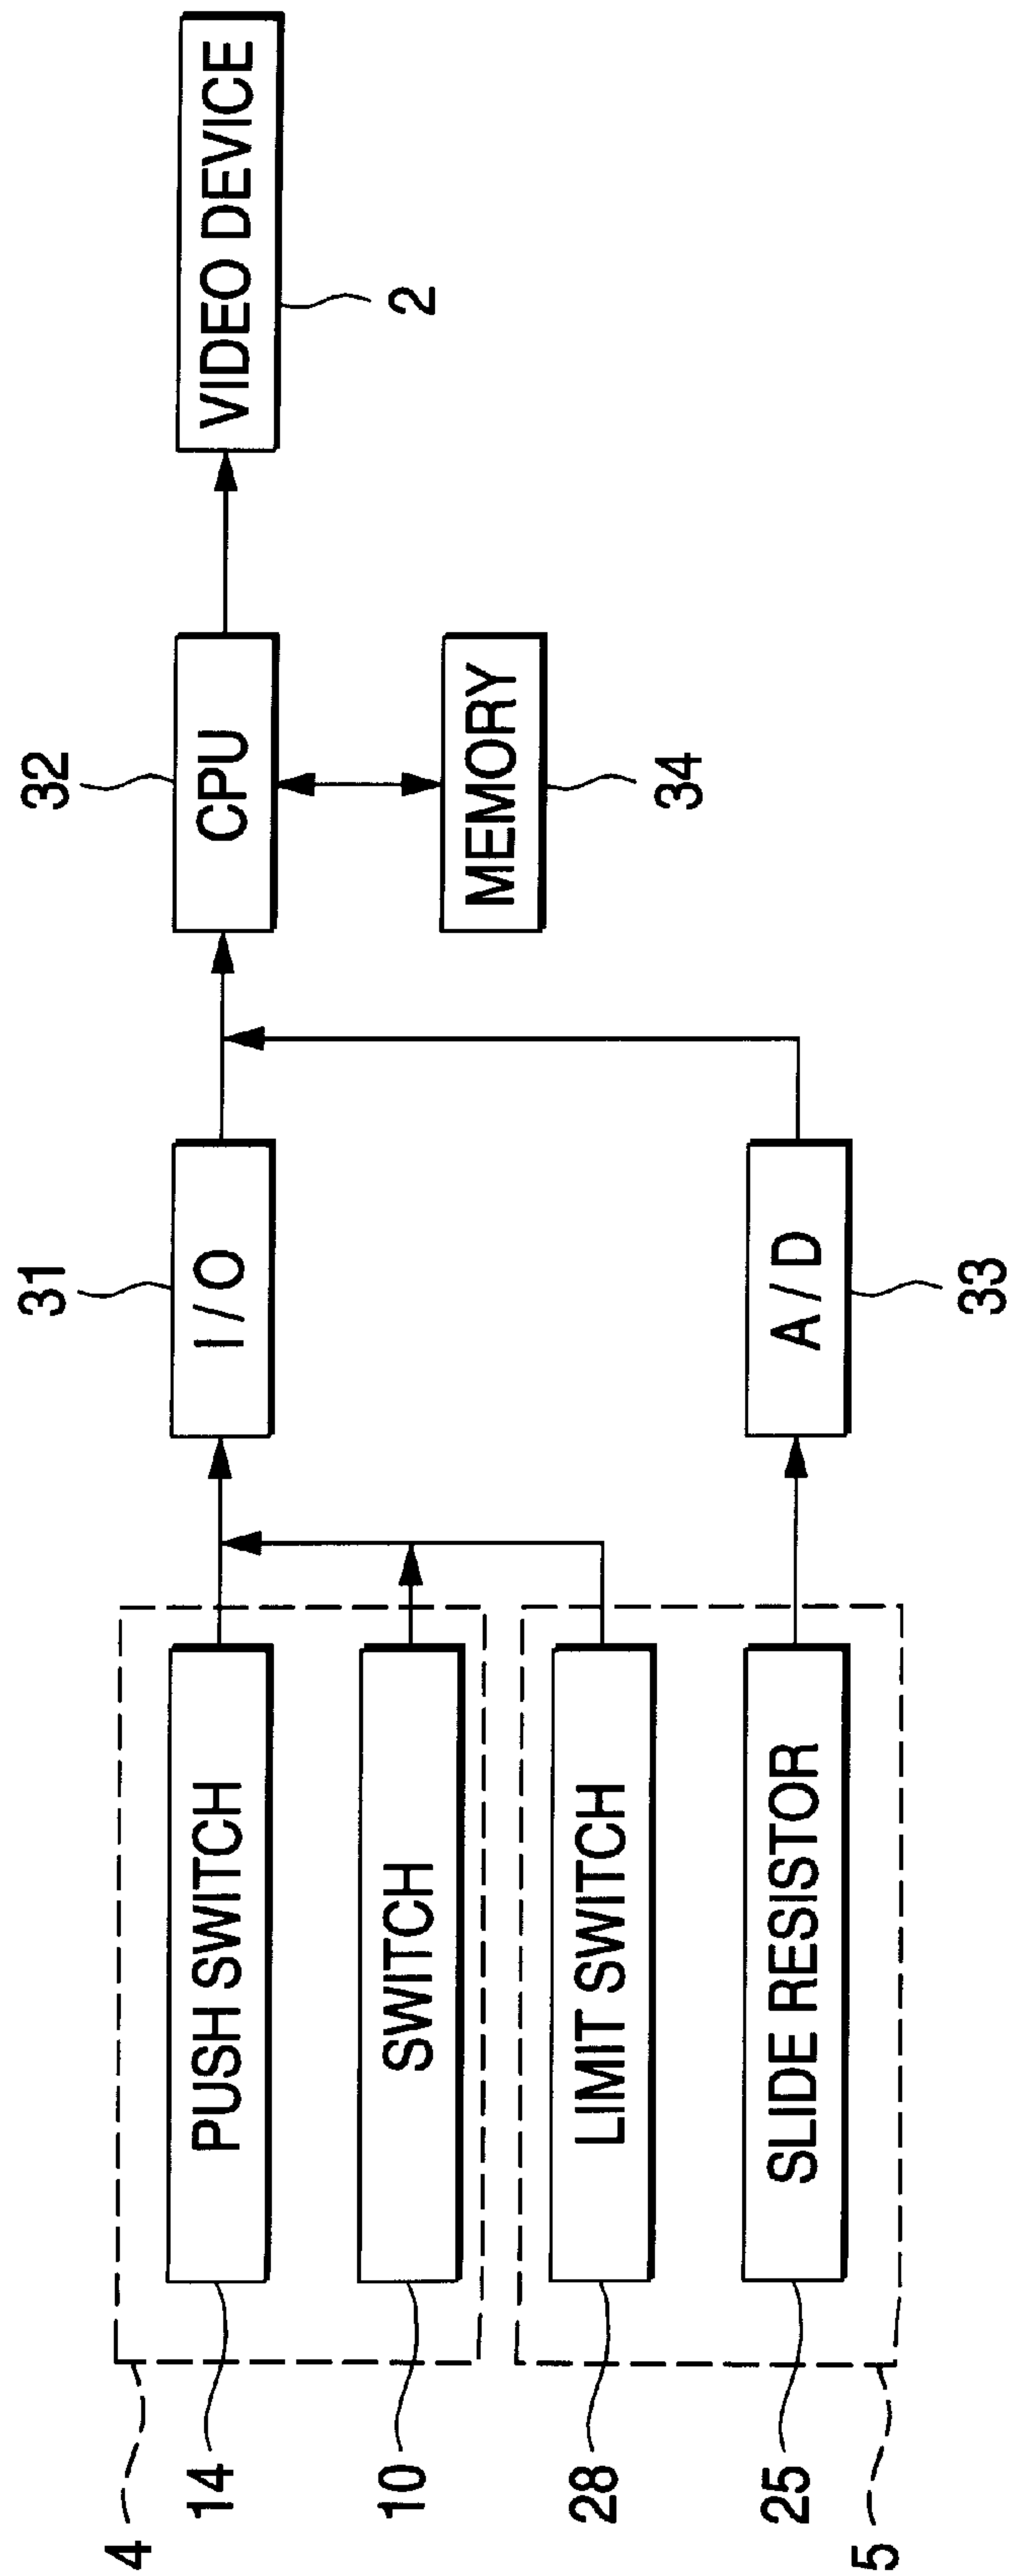 4
14
PUSH SWITCH
10
SWITCH
28
LIMIT SWITCH
25
SLIDE RESISTOR
5
31
I / O
A / D
33
32
CPU
MEMORY
34
VIDEO DEVICE
2